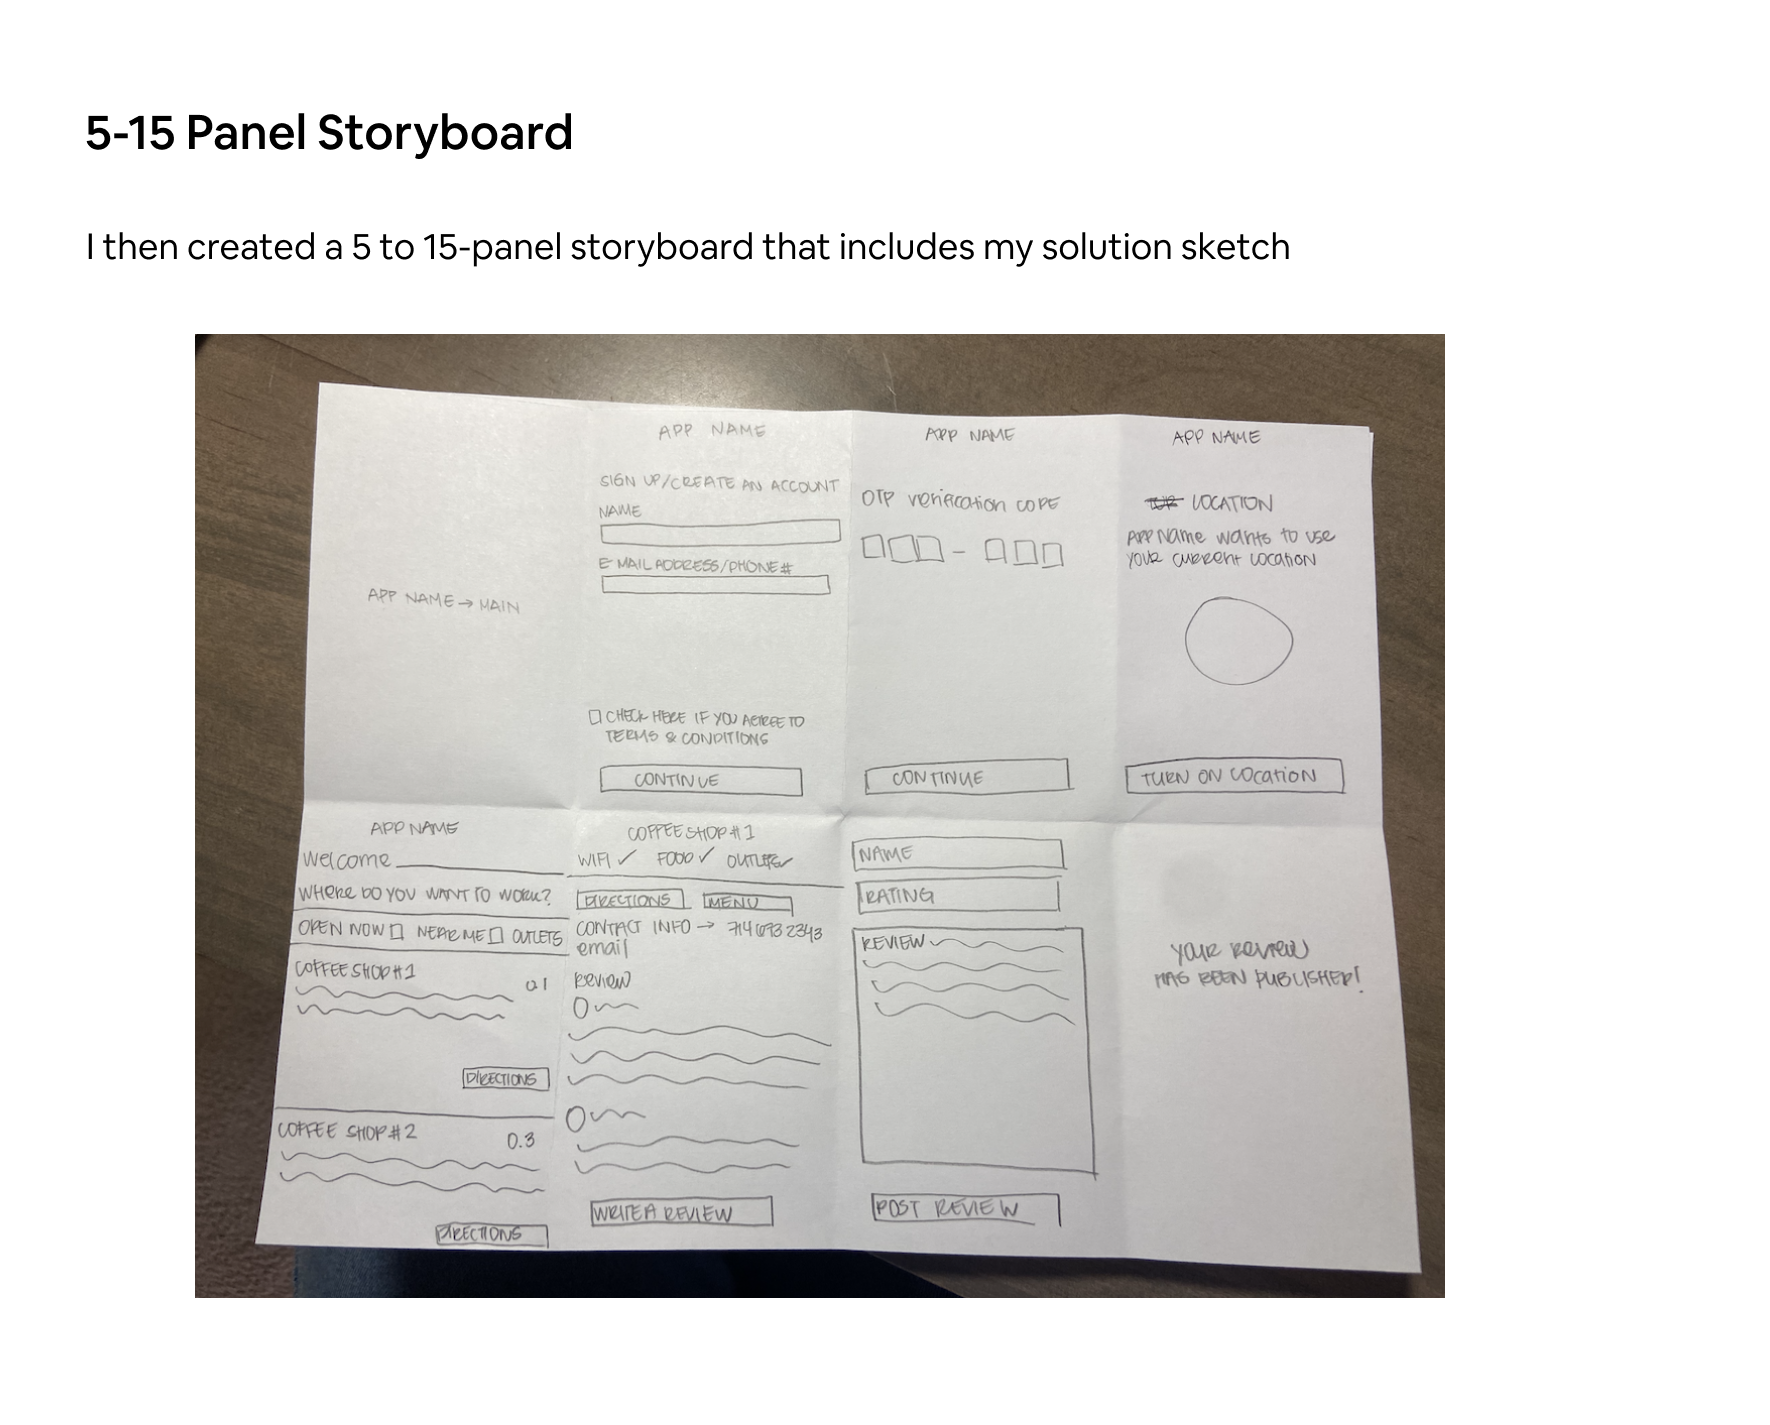 5-15 Panel Storyboard
I then created a 5 to 15-panel storyboard that includes my solution sketch
APP NAME → MAIN
APP NAME
SIGN UP/CREATE AN ACCOUNT
NAME
E-MAIL ADDRESS/PHONE #
CHECK HERE IF YOU AGREE TO
TERMS & CONDITIONS
CONTINUE
APP NAME
OTP verification CODE
–
CONTINUE
APP NAME
LOCATION
APP Name wants to use
your current location
TURN ON LOCATION
APP NAME
Welcome
WHERE DO YOU WANT TO WORK?
OPEN NOW NEAR ME OUTLETS
COFFEE SHOP #1
0.1
DIRECTIONS
COFFEE SHOP #2
0.3
DIRECTIONS
COFFEE SHOP #1
WIFI ✓ FOOD ✓ OUTLETS ✓
DIRECTIONS MENU
CONTACT INFO →
email
Review
WRITE A REVIEW
NAME
RATING
REVIEW
POST REVIEW
YOUR REVIEW
HAS BEEN PUBLISHED!